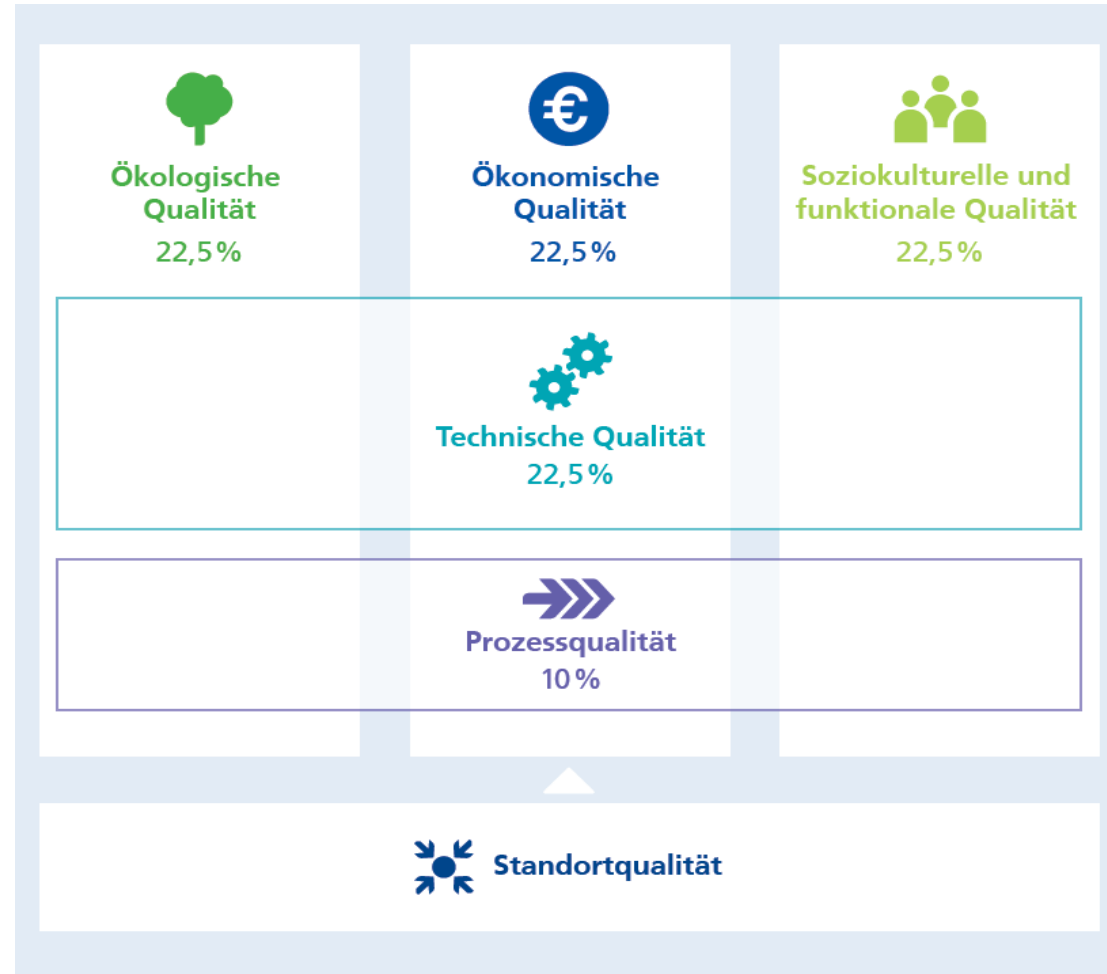 Ökologische
Qualität
22,5 %
Ökonomische
Qualität
22,5 %
Soziokulturelle und
funktionale Qualität
22,5 %
Technische Qualität
22,5 %
Prozessqualität
10 %
Standortqualität